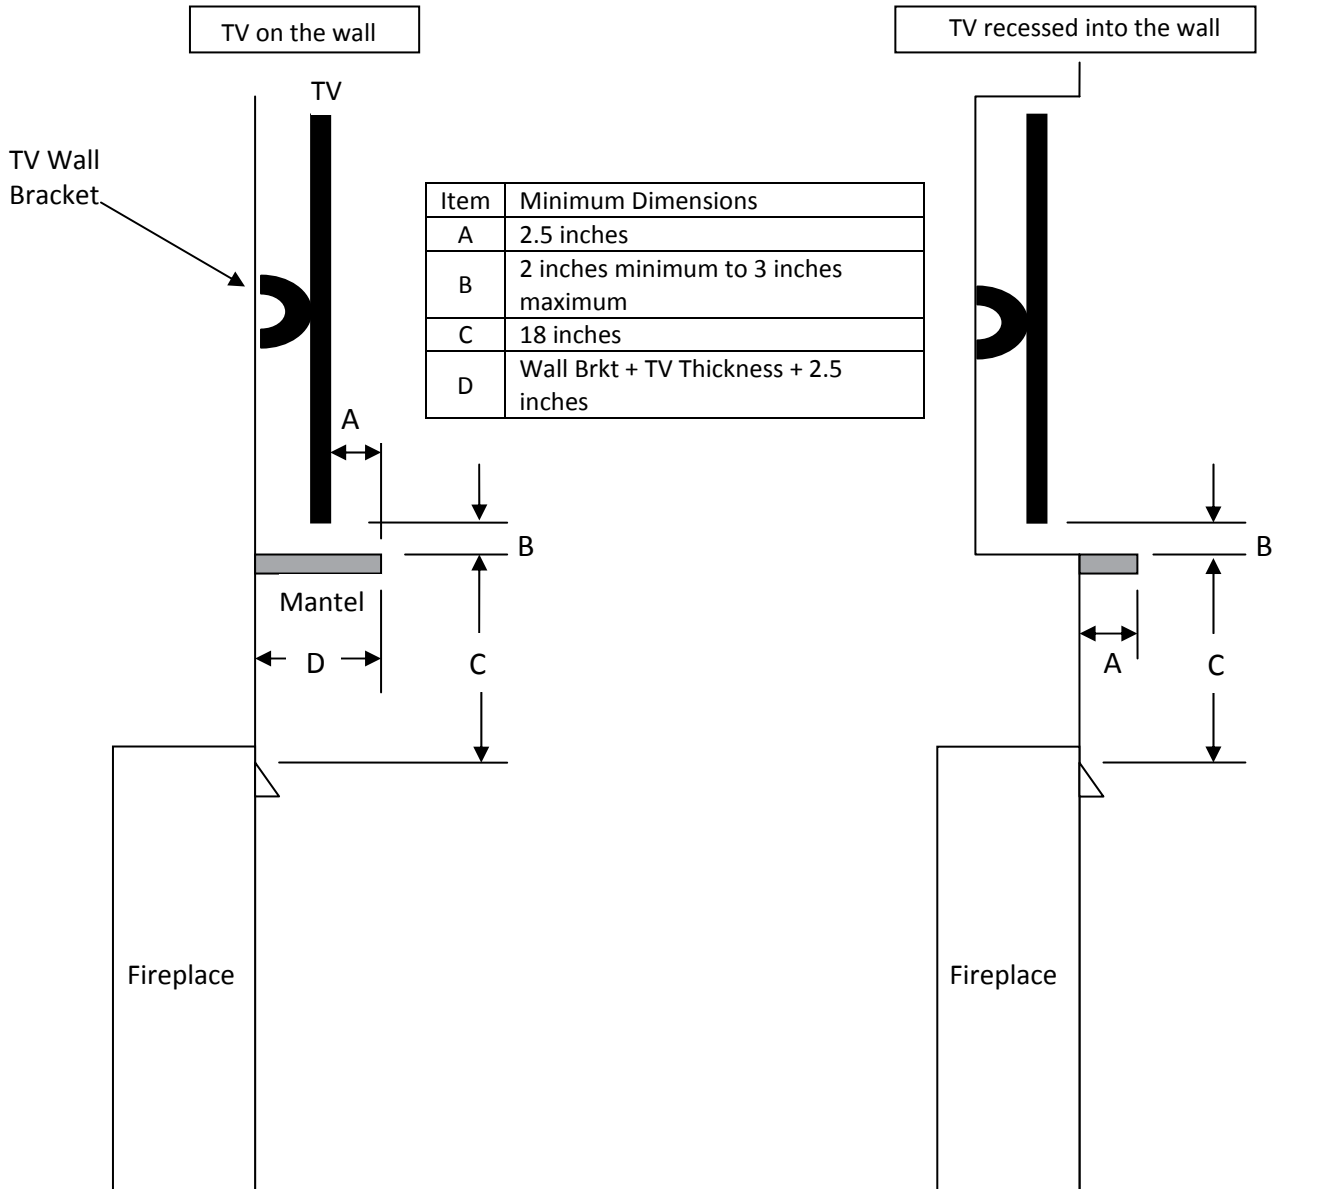 TV on the wall
TV recessed into the wall
TV
TV Wall
Bracket
Item Minimum Dimensions
A 2.5 inches
B 2 inches minimum to 3 inches
maximum
C 18 inches
D Wall Brkt + TV Thickness + 2.5
inches
A
B
Mantel
D
C
Fireplace
B
A
C
Fireplace